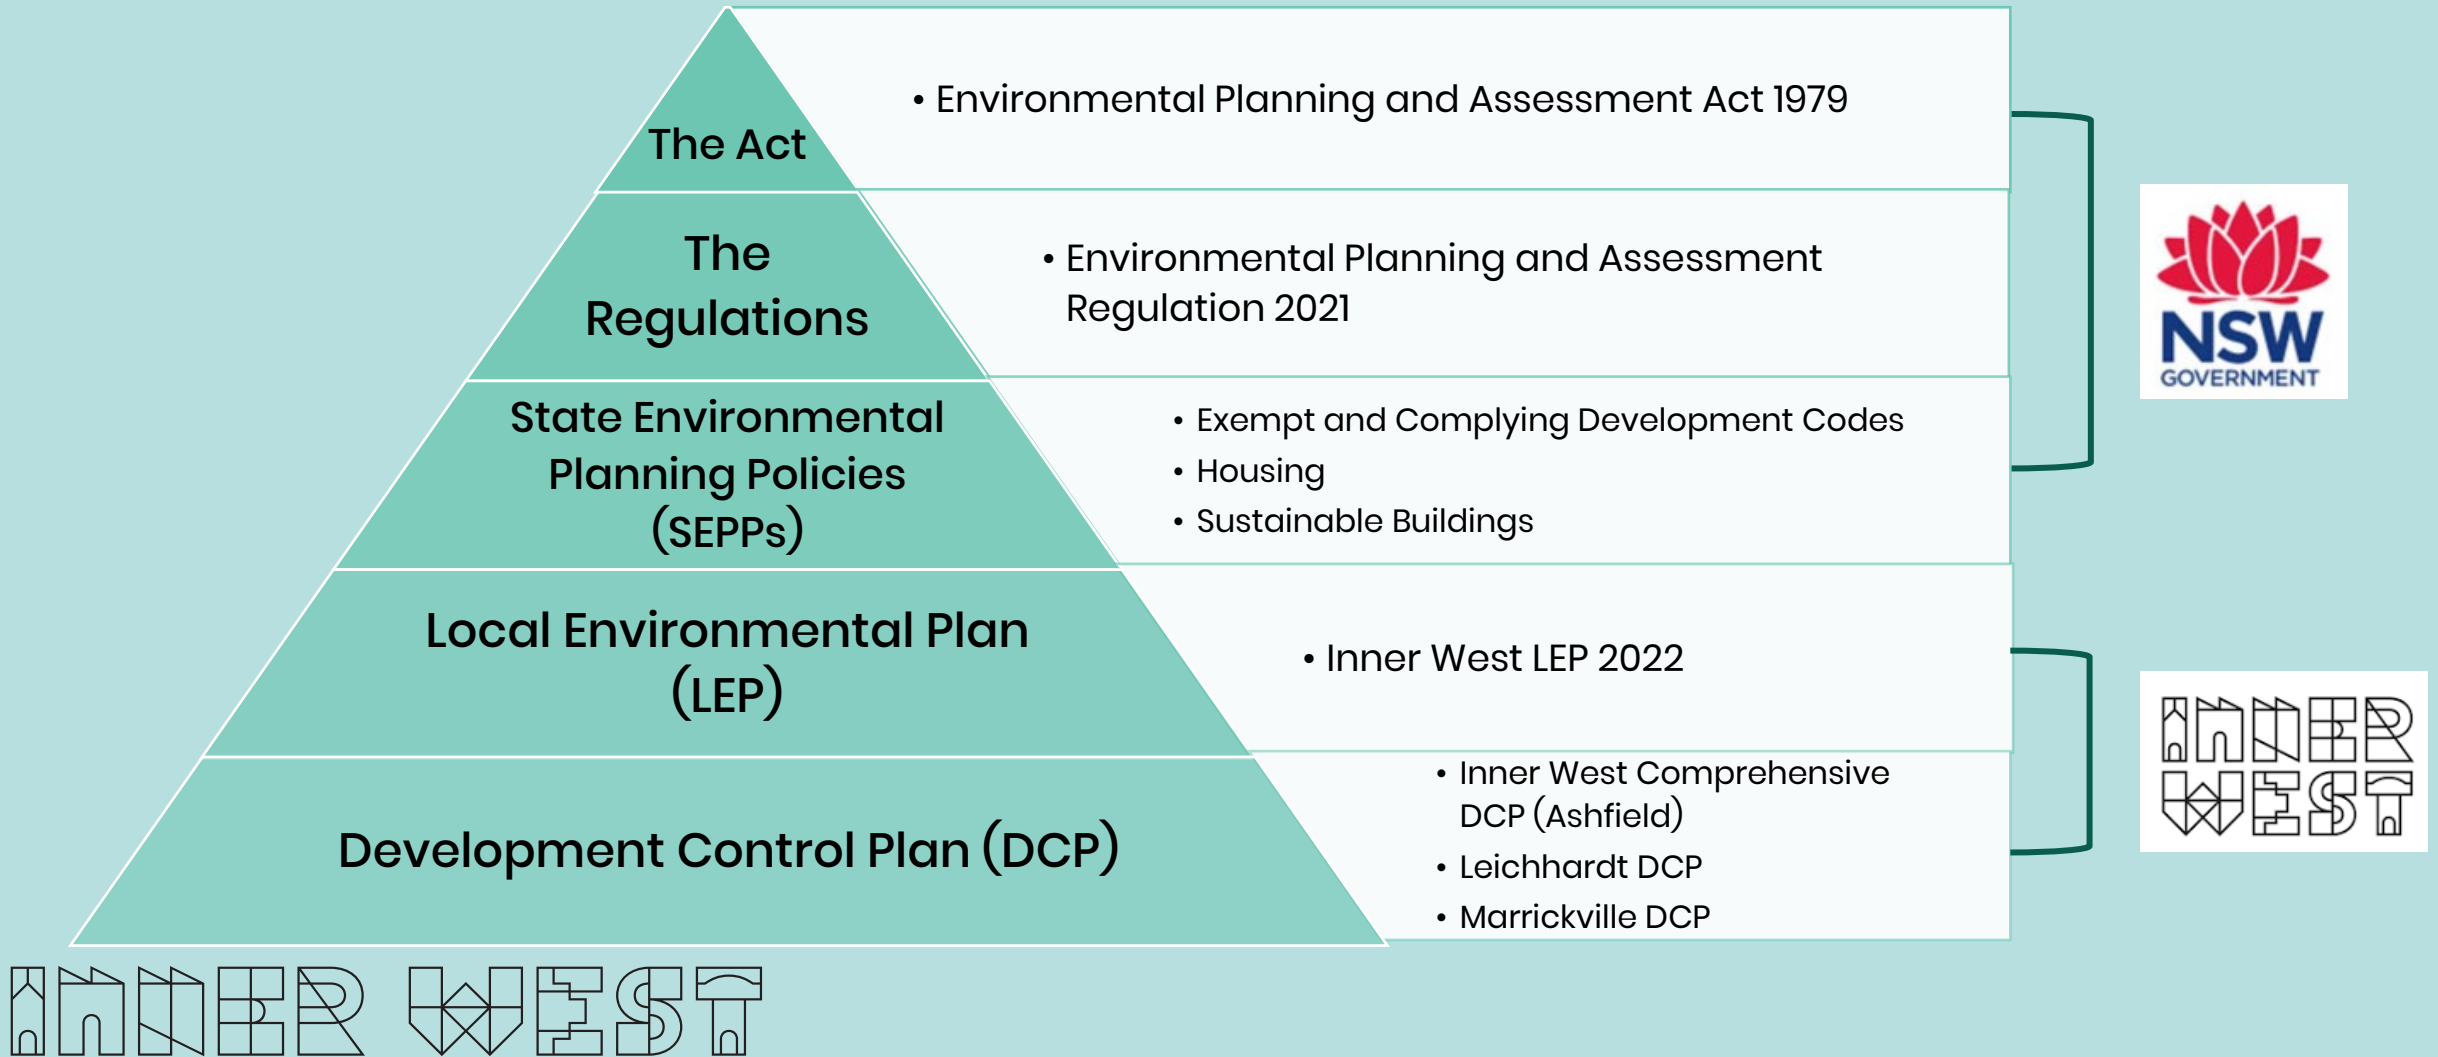 The Act
• Environmental Planning and Assessment Act 1979
The
Regulations
• Environmental Planning and Assessment
Regulation 2021
State Environmental
Planning Policies
(SEPPs)
• Exempt and Complying Development Codes
• Housing
• Sustainable Buildings
NSW
GOVERNMENT
Local Environmental Plan
(LEP)
• Inner West LEP 2022
Development Control Plan (DCP)
• Inner West Comprehensive
DCP (Ashfield)
• Leichhardt DCP
• Marrickville DCP
INNER
WEST
INNER WEST